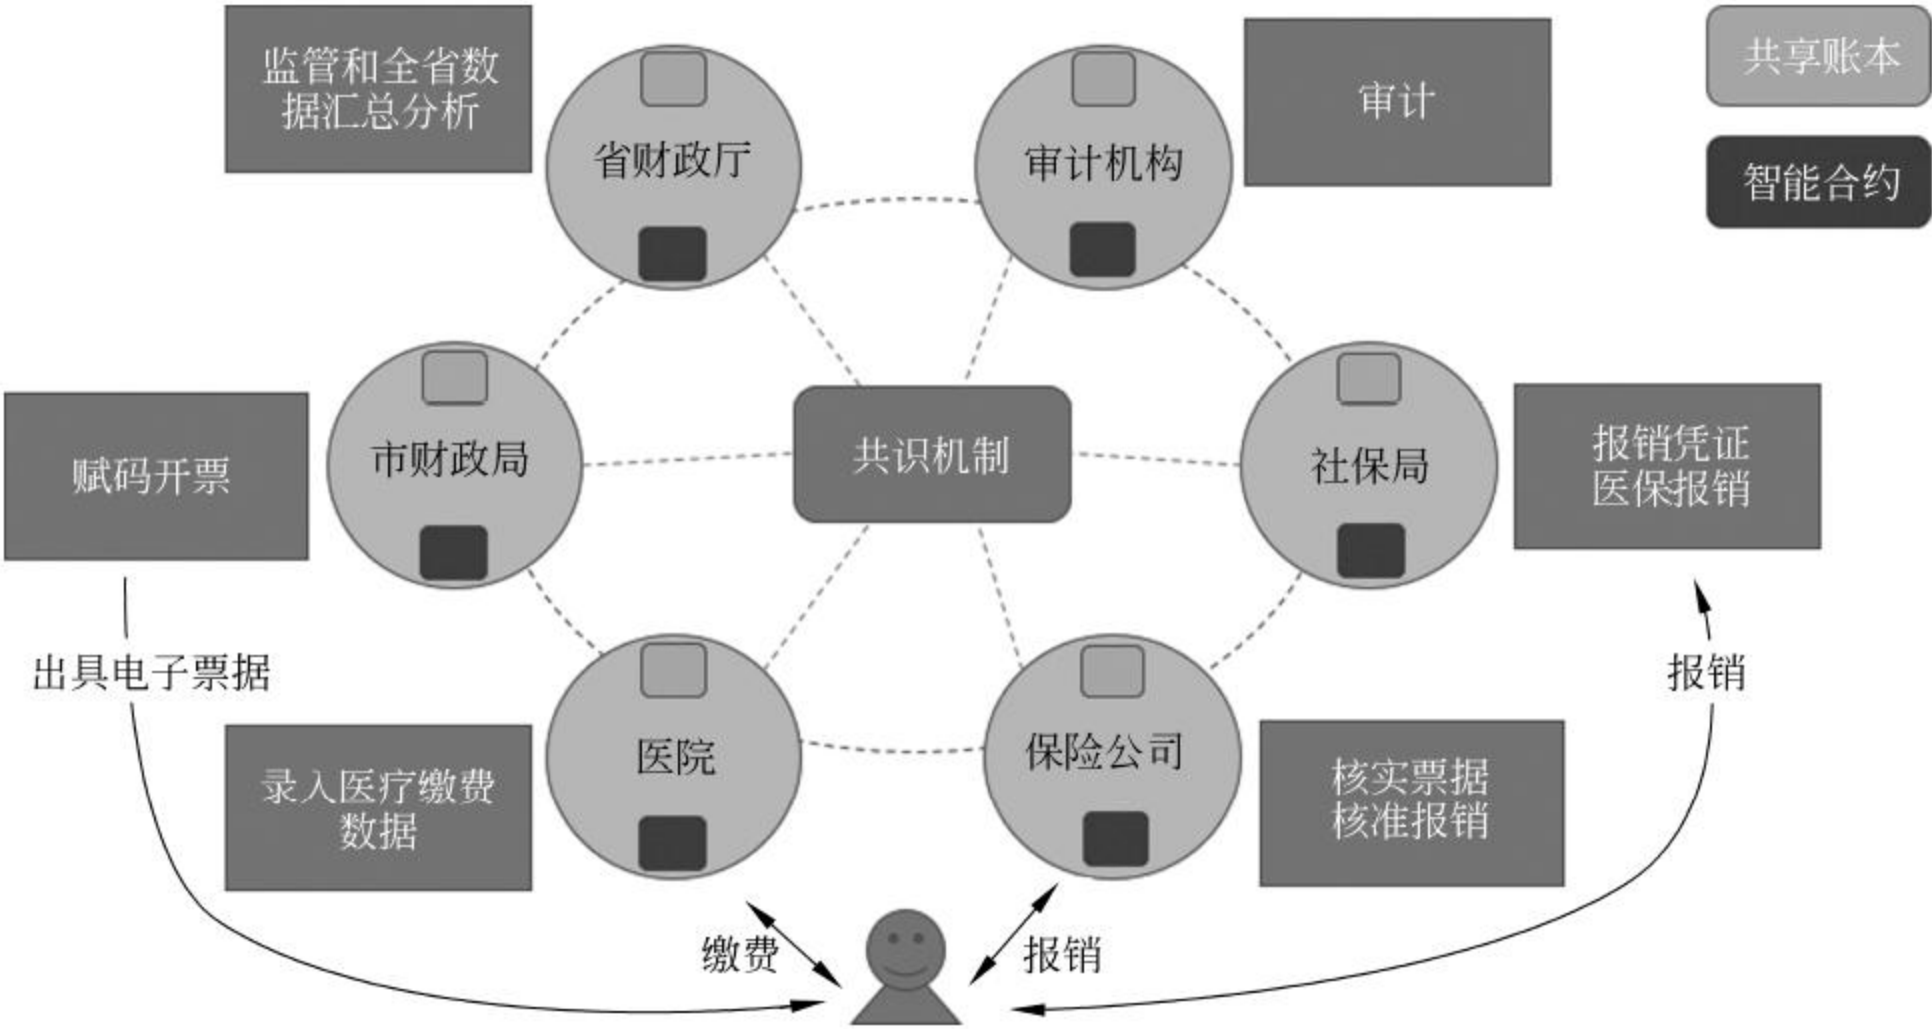 监管和全省数
据汇总分析
省财政厅
审计机构
审计
共享账本
智能合约
赋码开票
市财政局
共识机制
社保局
报销凭证
医保报销
出具电子票据
报销
录入医疗缴费
数据
医院
保险公司
核实票据
核准报销
缴费
报销